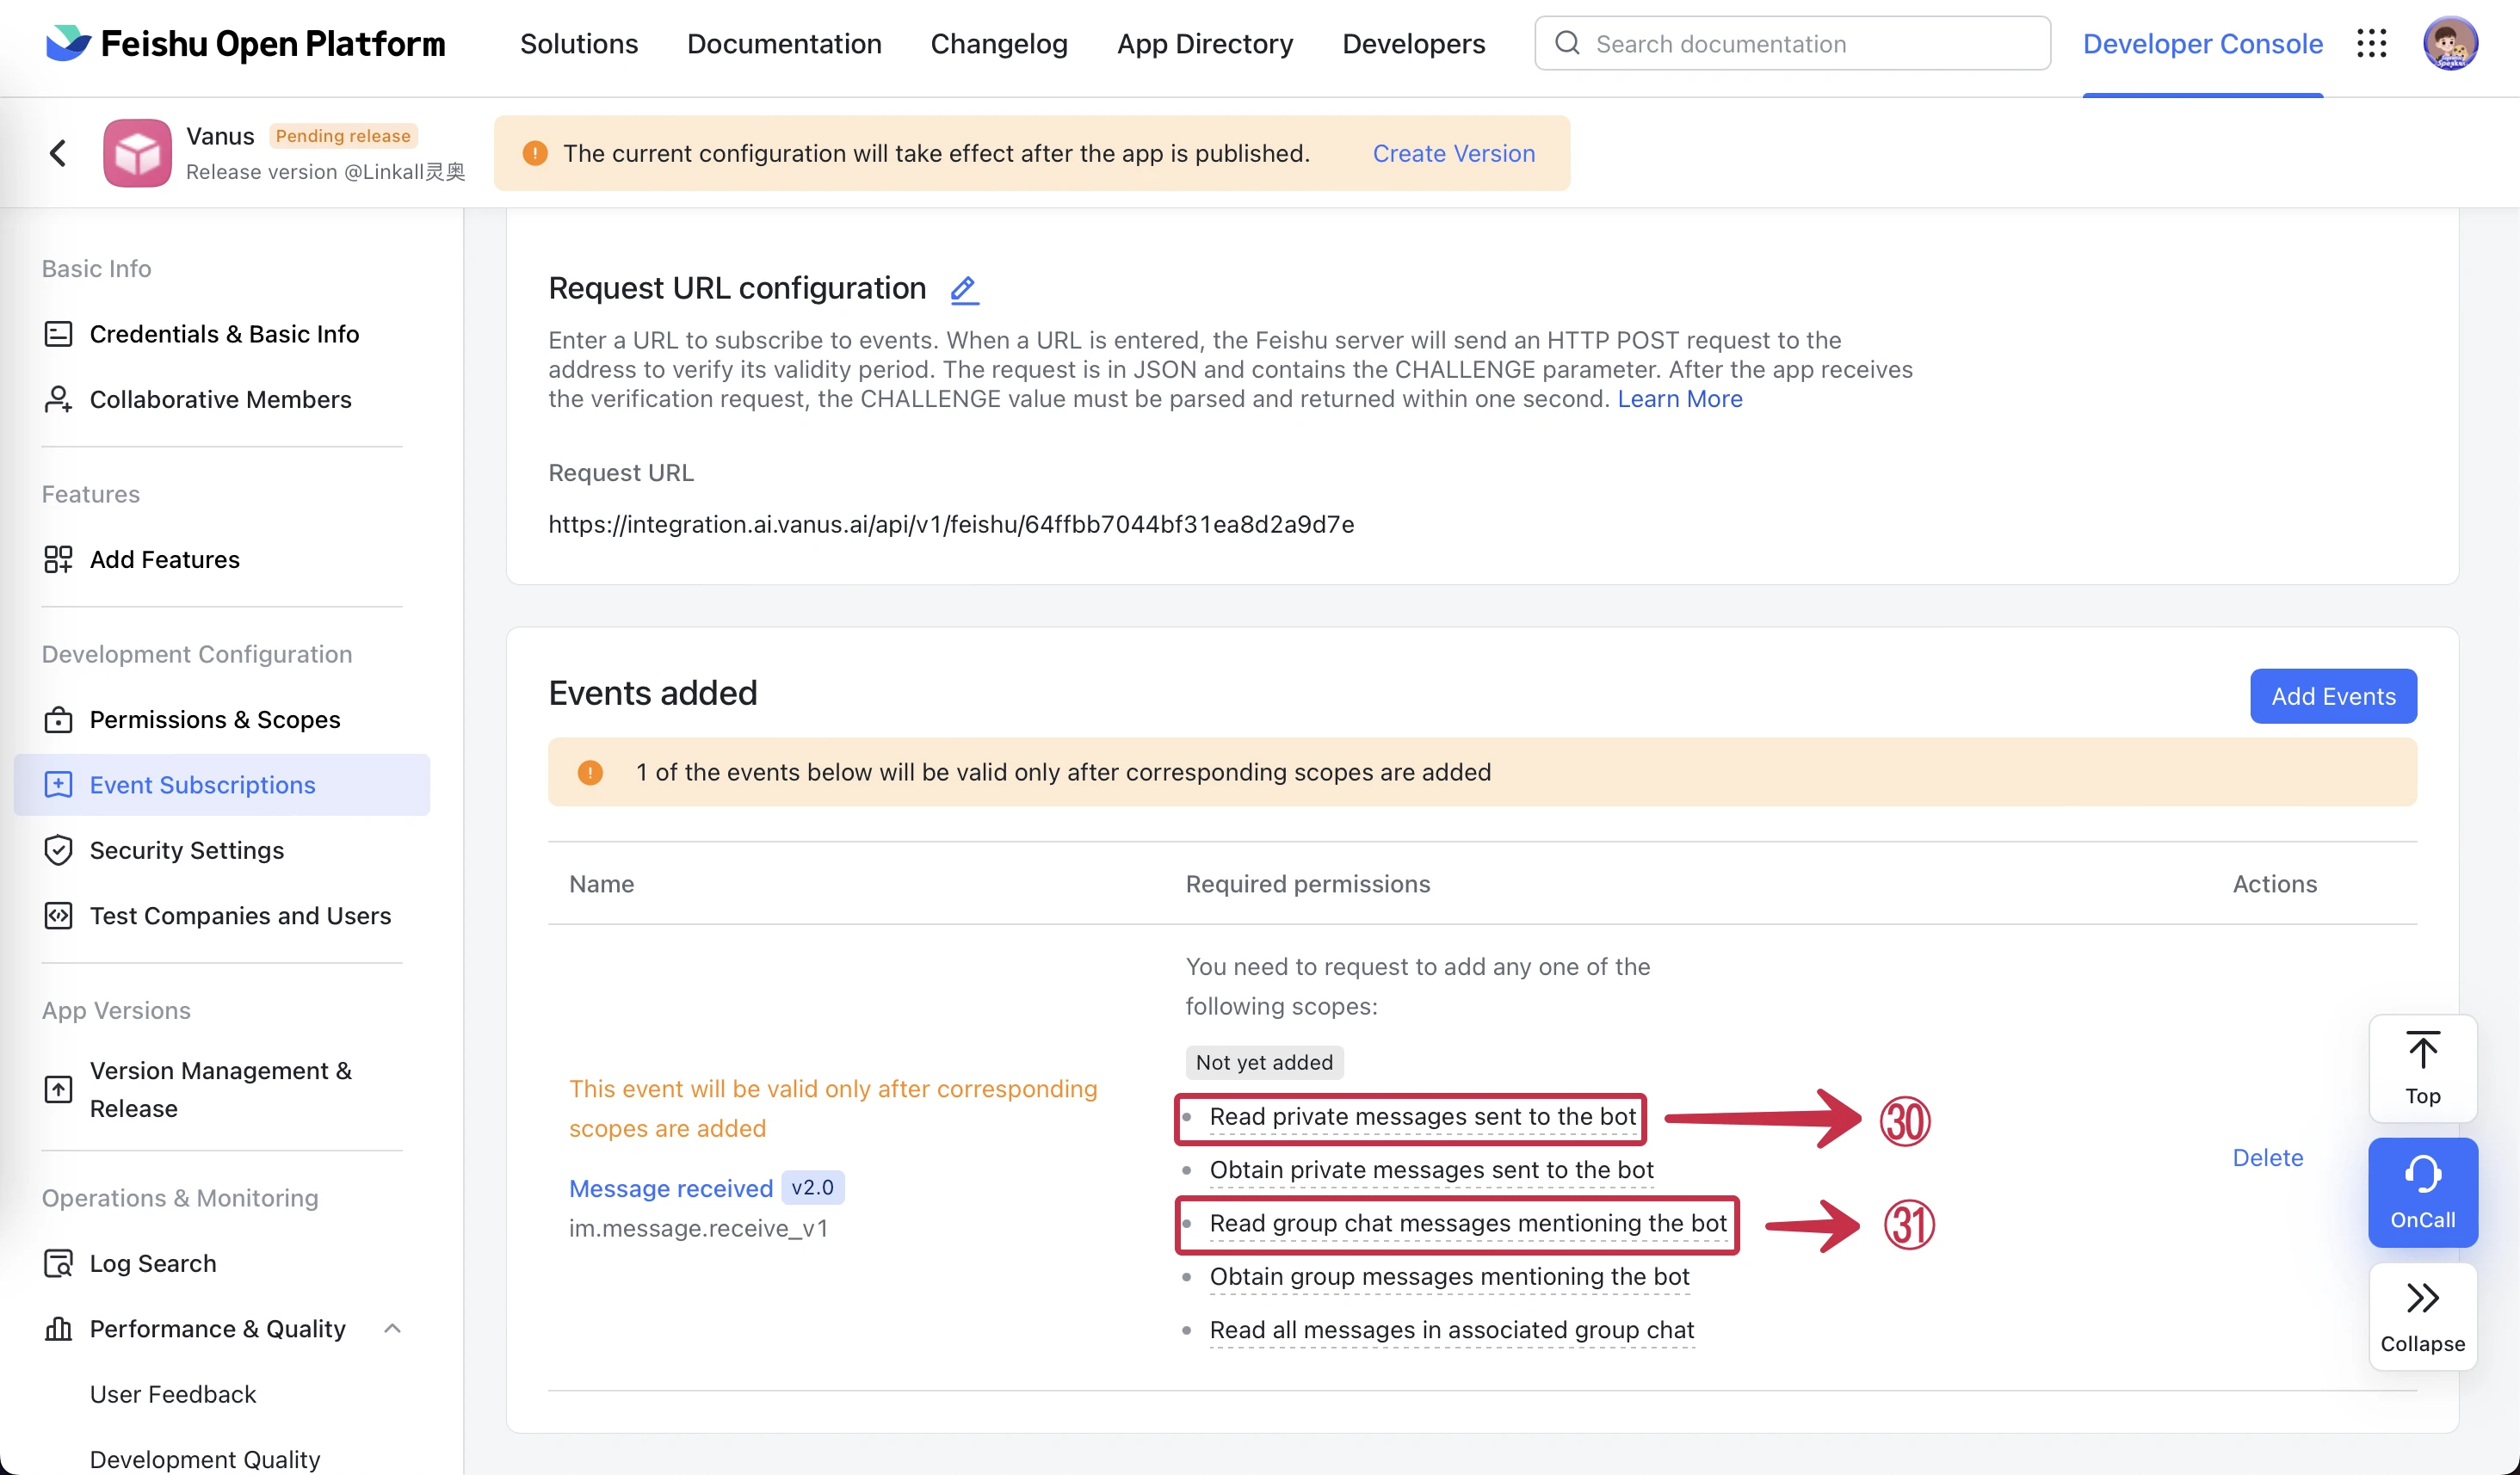 Feishu Open Platform
Solutions
Documentation
Changelog
App Directory
Developers
Search documentation
Developer Console
Vanus
Pending release
Release version @Linkall灵奥
The current configuration will take effect after the app is published.
Create Version
Basic Info
Credentials & Basic Info
Collaborative Members
Features
Add Features
Development Configuration
Permissions & Scopes
Event Subscriptions
Security Settings
Test Companies and Users
App Versions
Version Management &
Release
Operations & Monitoring
Log Search
Performance & Quality
User Feedback
Development Quality
Request URL configuration
Enter a URL to subscribe to events. When a URL is entered, the Feishu server will send an HTTP POST request to the
address to verify its validity period. The request is in JSON and contains the CHALLENGE parameter. After the app receives
the verification request, the CHALLENGE value must be parsed and returned within one second. Learn More
Request URL
https://integration.ai.vanus.ai/api/v1/feishu/64ffbb7044bf31ea8d2a9d7e
Events added
Add Events
1 of the events below will be valid only after corresponding scopes are added
Name
Required permissions
Actions
This event will be valid only after corresponding
scopes are added
Message received v2.0
im.message.receive_v1
You need to request to add any one of the
following scopes:
Not yet added
Read private messages sent to the bot
㉚
Obtain private messages sent to the bot
Read group chat messages mentioning the bot
㉛
Obtain group messages mentioning the bot
Read all messages in associated group chat
Delete
Top
OnCall
Collapse